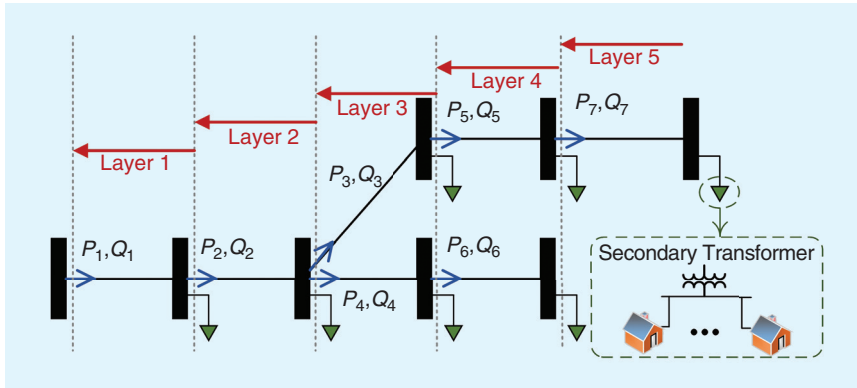 Layer 5
Layer 4
Layer 3
Layer 2
Layer 1
P5,Q5
P7,Q7
P3,Q3
P1,Q1
P2,Q2
P4,Q4
P6,Q6
Secondary Transformer